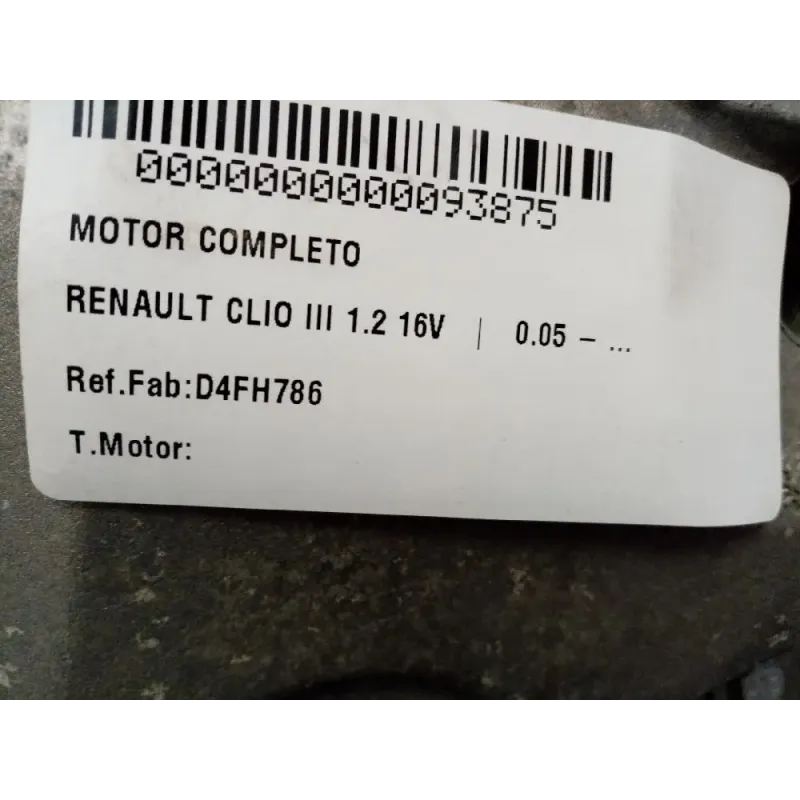 0000000000093875
MOTOR COMPLETO
RENAULT CLIO III 1.2 16V | 0.05 – ...
Ref.Fab:D4FH786
T.Motor: